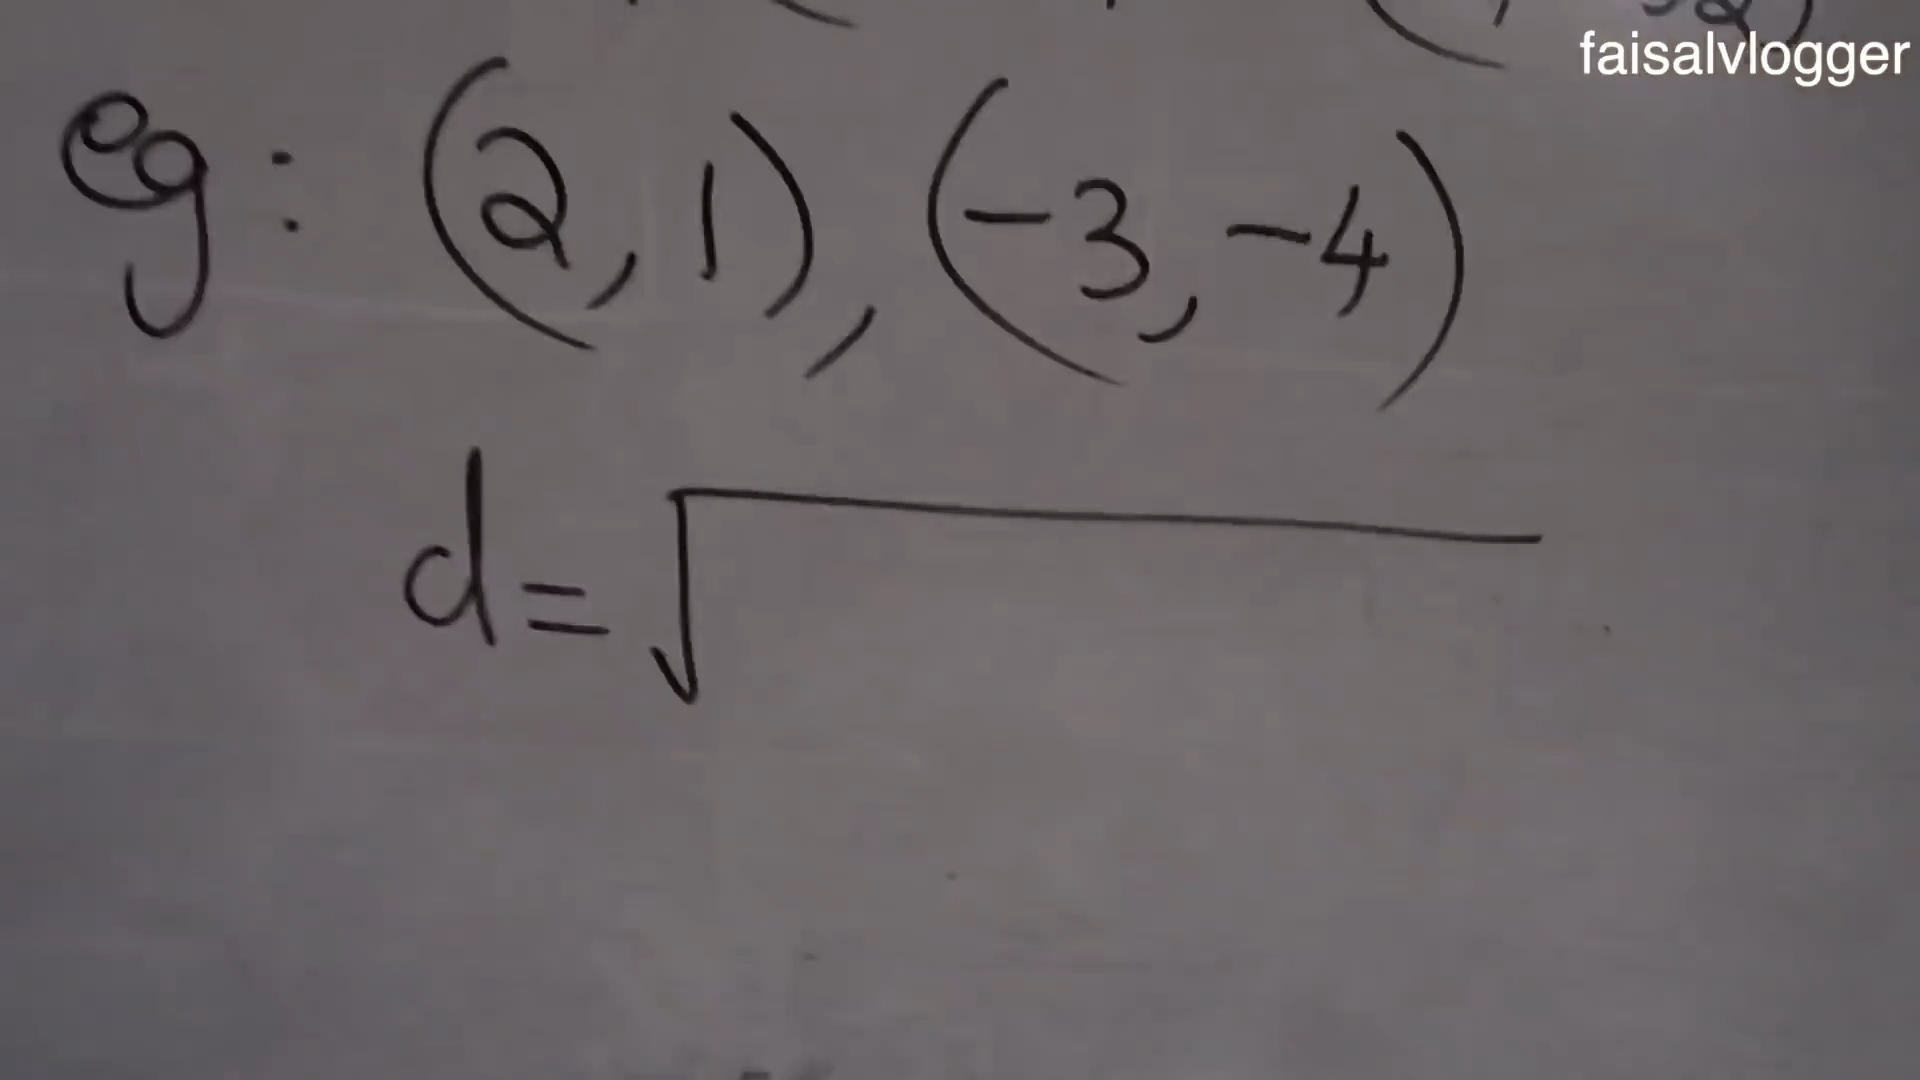 faisalvlogger
eg: (2, 1), (-3, -4)
d = √